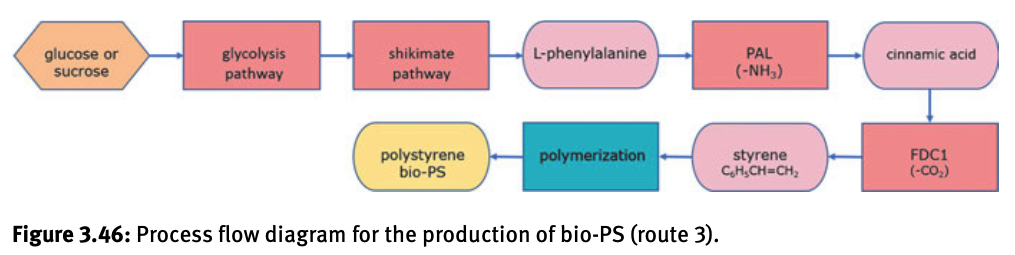 glucose or
sucrose
glycolysis
pathway
shikimate
pathway
L-phenylalanine
PAL
(-NH₃)
cinnamic acid
polystyrene
bio-PS
polymerization
styrene
C₆H₅CH=CH₂
FDC1
(-CO₂)
Figure 3.46: Process flow diagram for the production of bio-PS (route 3).